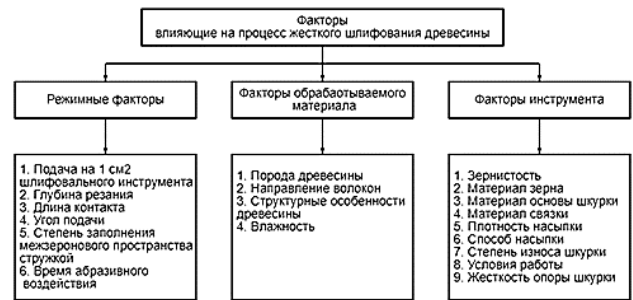 Факторы
влияющие на процесс жесткого шлифования древесины
Режимные факторы
Факторы обрабаотываемого
материала
Факторы инструмента
1. Подача на 1 см2
шлифовального инструмента
2. Глубина резания
3. Длина контакта
4. Угол подачи
5. Степень заполнения
межзеронового пространства
стружкой
6. Время абразивного
воздействия
1. Порода древесины
2. Направление волокон
3. Структурные особенности
древесины
4. Влажность
1. Зернистость
2. Материал зерна
3. Материал основы шкурки
4. Материал связки
5. Плотность насыпки
6. Способ насыпки
7. Степень износа шкурки
8. Условия работы
9. Жесткость опоры шкурки